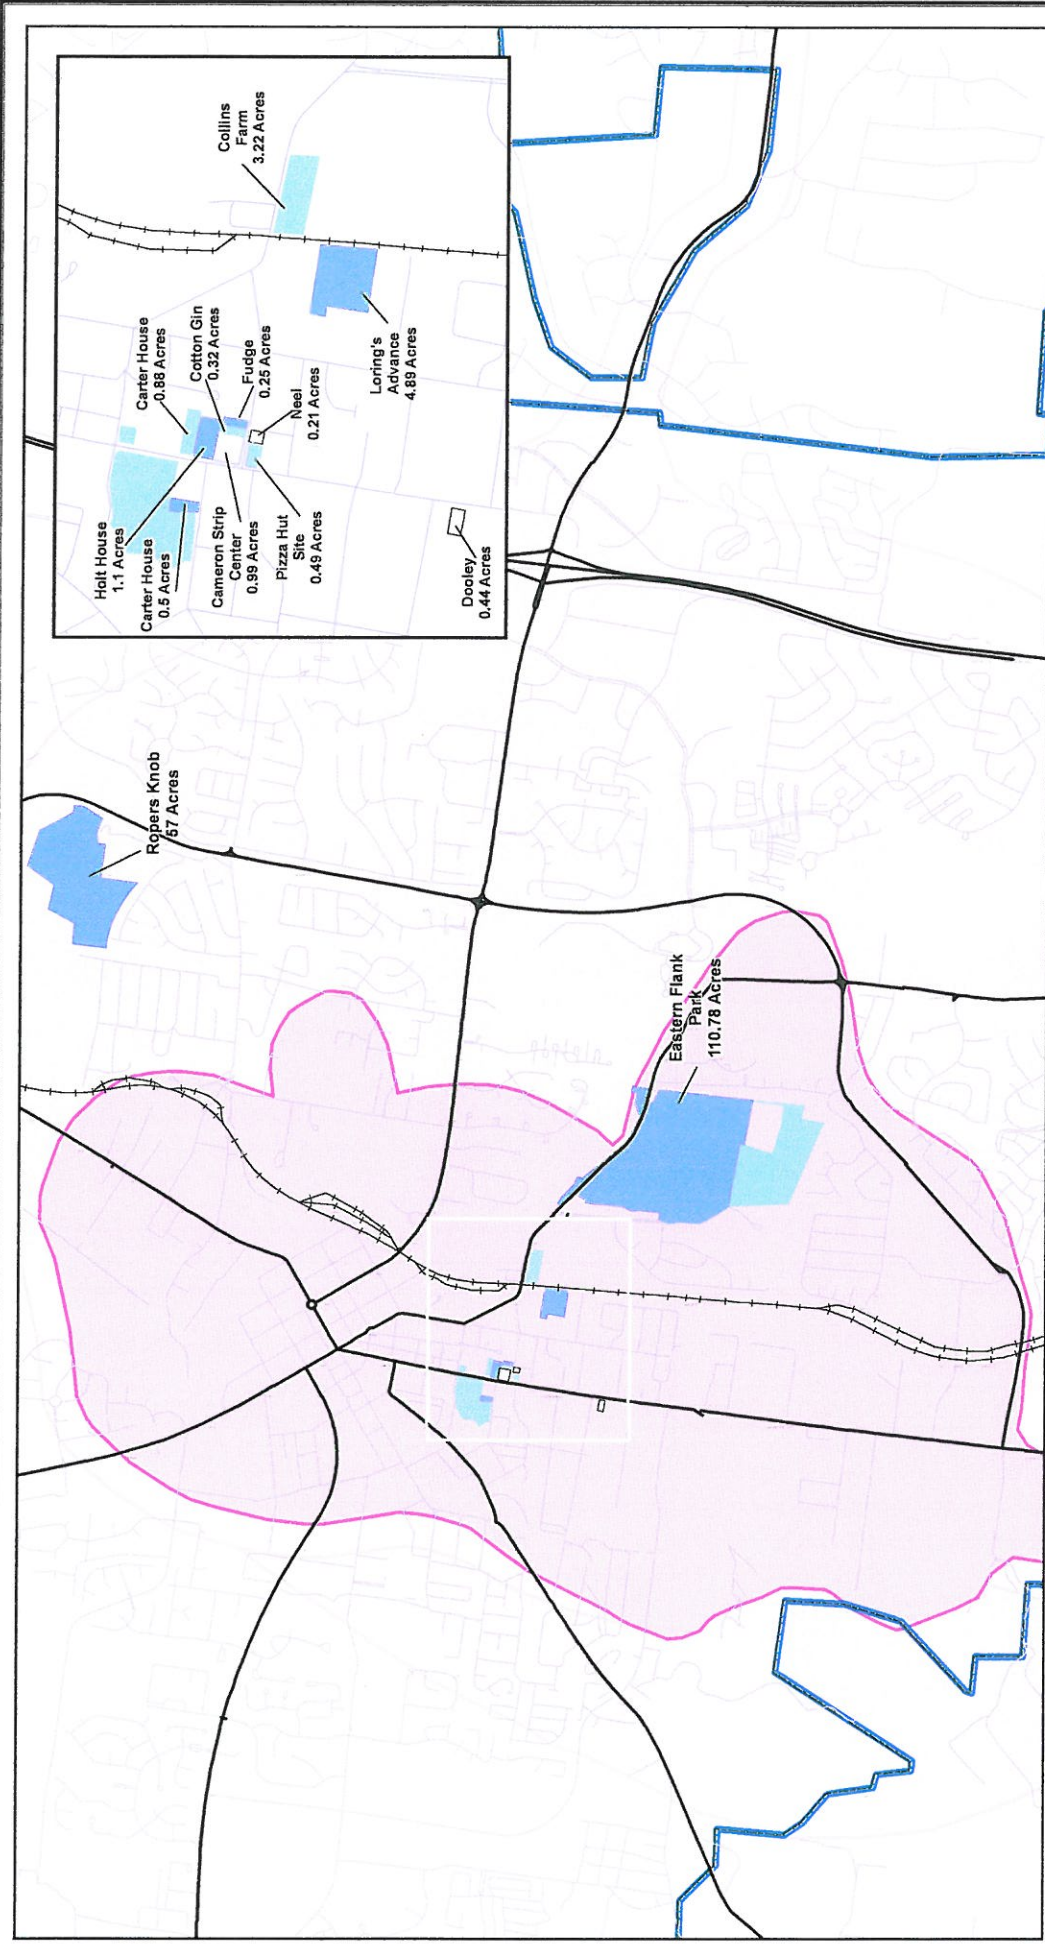 Collins
Farm
3.22 Acres
Carter House
0.88 Acres
Cotton Gin
0.32 Acres
Fudge
0.25 Acres
Neel
0.21 Acres
Loring's
Advance
4.89 Acres
Holt House
1.1 Acres
Carter House
0.5 Acres
Cameron Strip
Center
0.99 Acres
Pizza Hut
Site
0.49 Acres
Dooley
0.44 Acres
Ropers Knob
57 Acres
Eastern Flank
Park
110.78 Acres